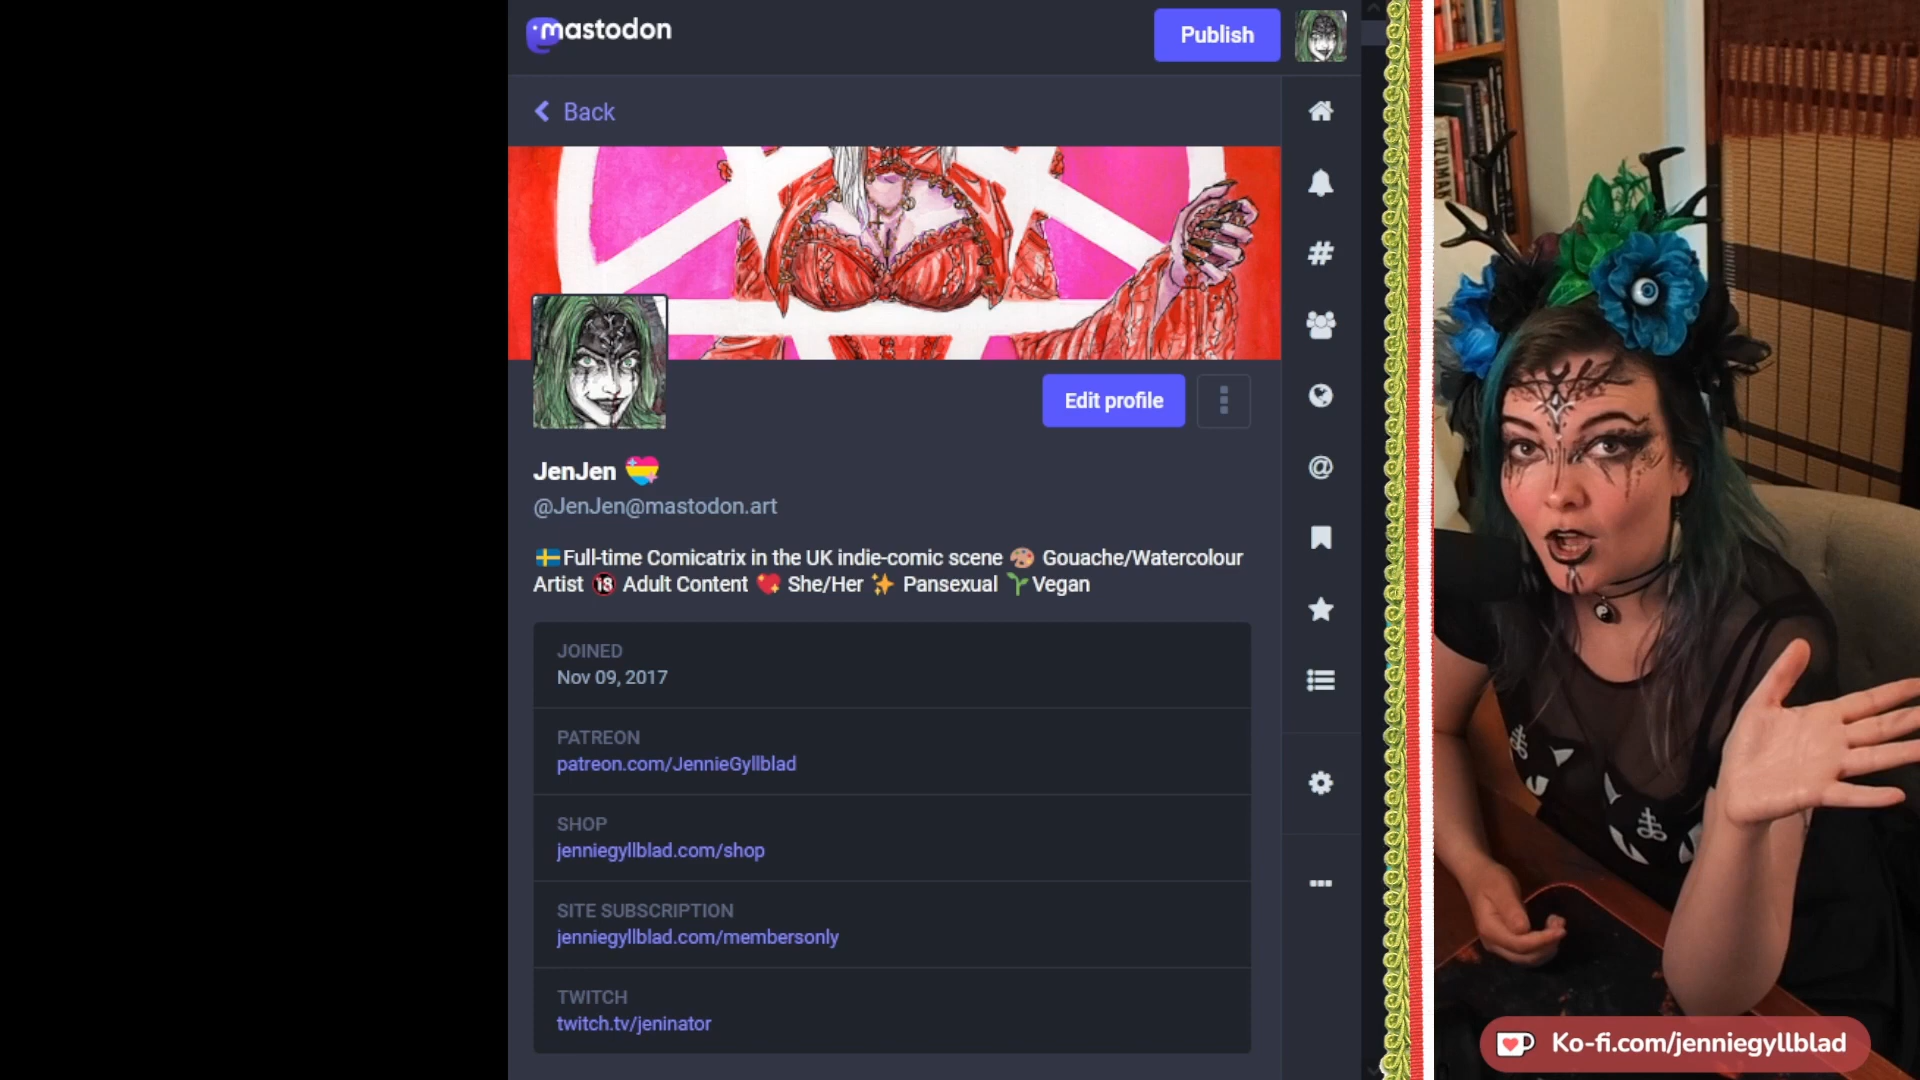 mastodon
Publish
Back
Edit profile
JenJen
@JenJen@mastodon.art
Full-time Comicatrix in the UK indie-comic scene Gouache/Watercolour
Artist 18 Adult Content She/Her Pansexual Vegan
JOINED
Nov 09, 2017
PATREON
patreon.com/JennieGyllblad
SHOP
jenniegyllblad.com/shop
SITE SUBSCRIPTION
jenniegyllblad.com/membersonly
TWITCH
twitch.tv/jeninator
UZUMAK
Ko-fi.com/jenniegyllblad